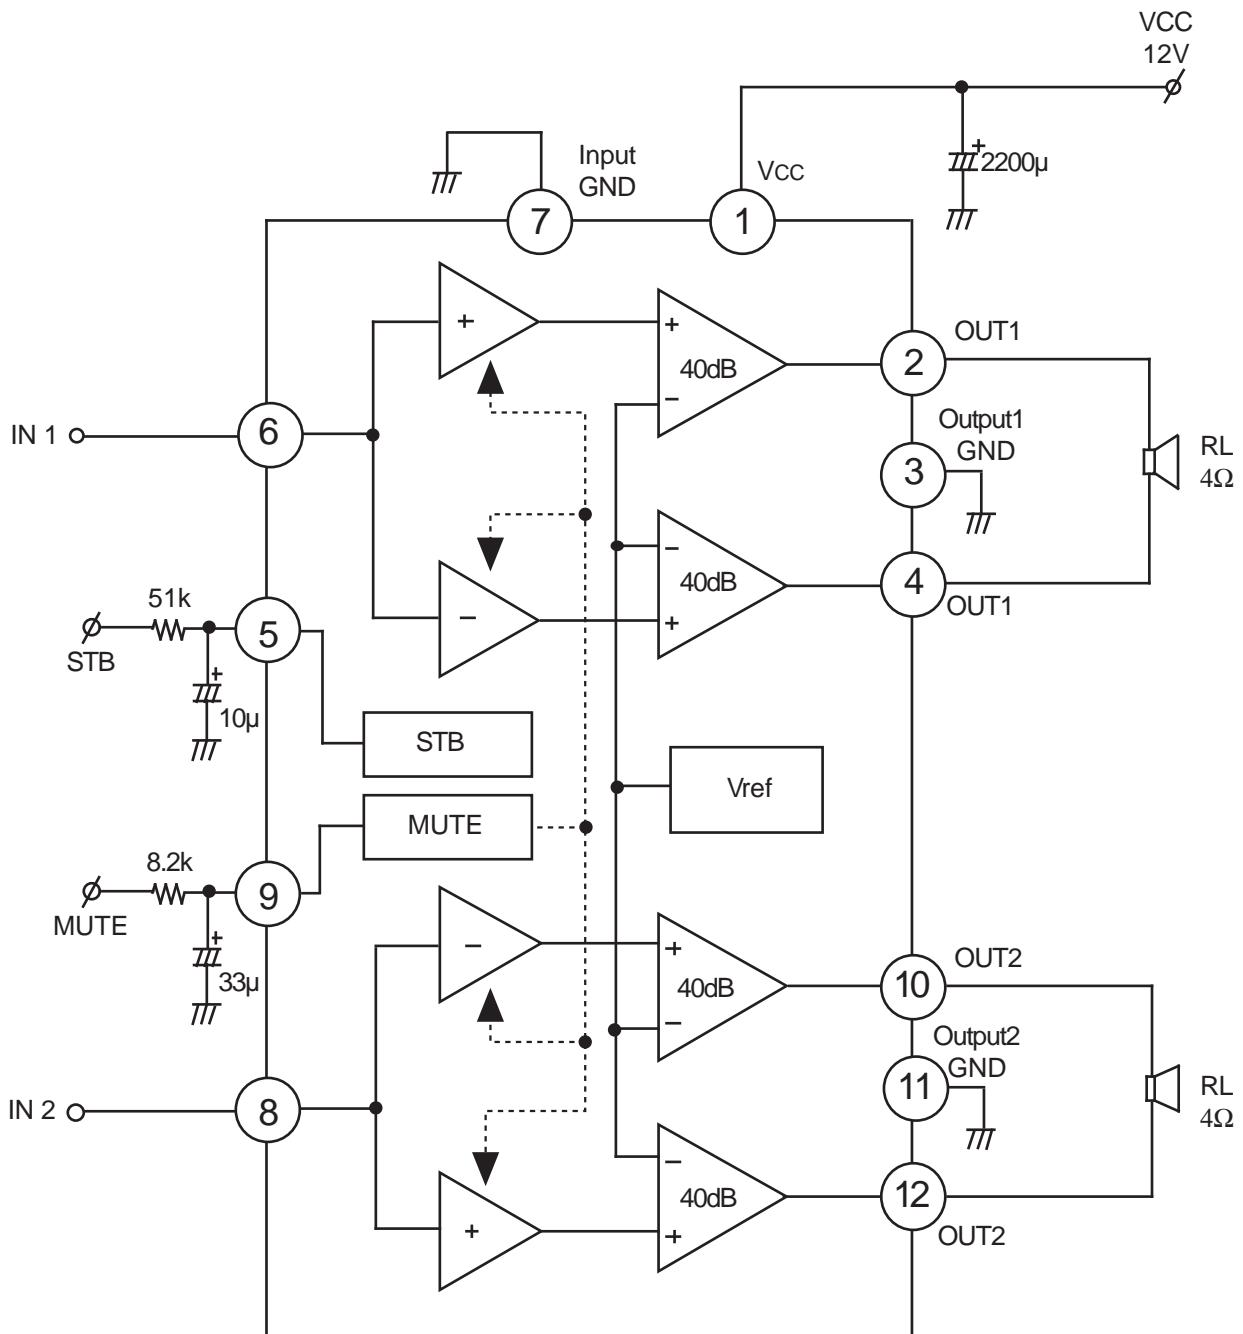 VCC
12V
+
2200µ
Input
GND
VCC
7
1
+
+
40dB
−
2
OUT1
IN 1
6
Output1
GND
3
RL
4Ω
−
−
40dB
+
4
OUT1
51k
5
STB
+
10µ
STB
Vref
MUTE
8.2k
9
MUTE
+
33µ
−
+
40dB
−
10
OUT2
Output2
GND
11
RL
4Ω
IN 2
8
+
−
40dB
+
12
OUT2